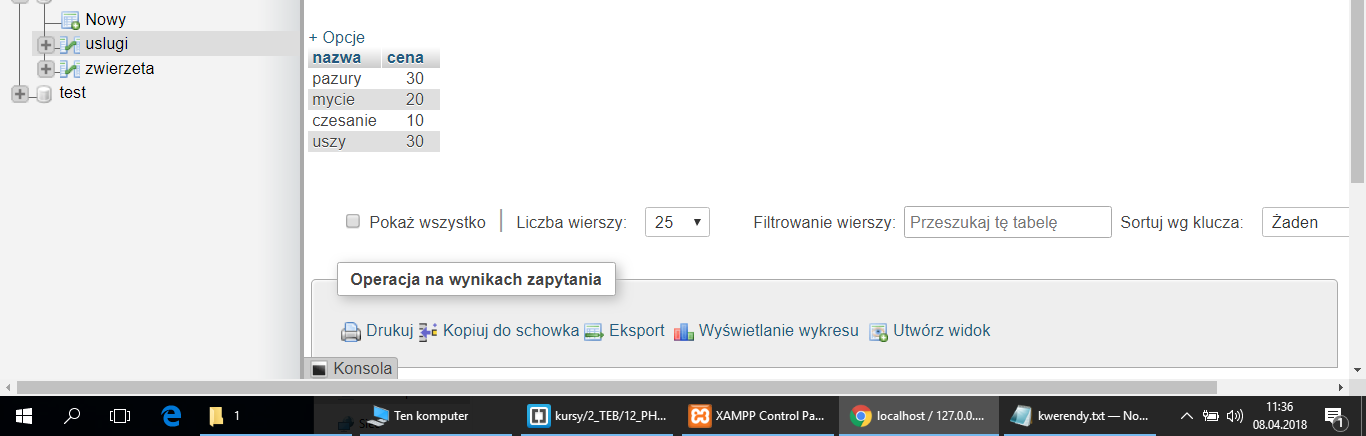 Nowy
uslugi
zwierzeta
test
+ Opcje
nazwa cena
pazury 30
mycie 20
czesanie 10
uszy 30
Pokaż wszystko Liczba wierszy: 25 Filtrowanie wierszy: Przeszukaj tę tabelę Sortuj wg klucza: Żaden
Operacja na wynikach zapytania
Drukuj Kopiuj do schowka Eksport Wyświetlanie wykresu Utwórz widok
Konsola
1 Ten komputer kursy/2_TEB/12_PH... XAMPP Control Pa... localhost / 127.0.0.... kwerendy.txt — No... 11:36
08.04.2018 1